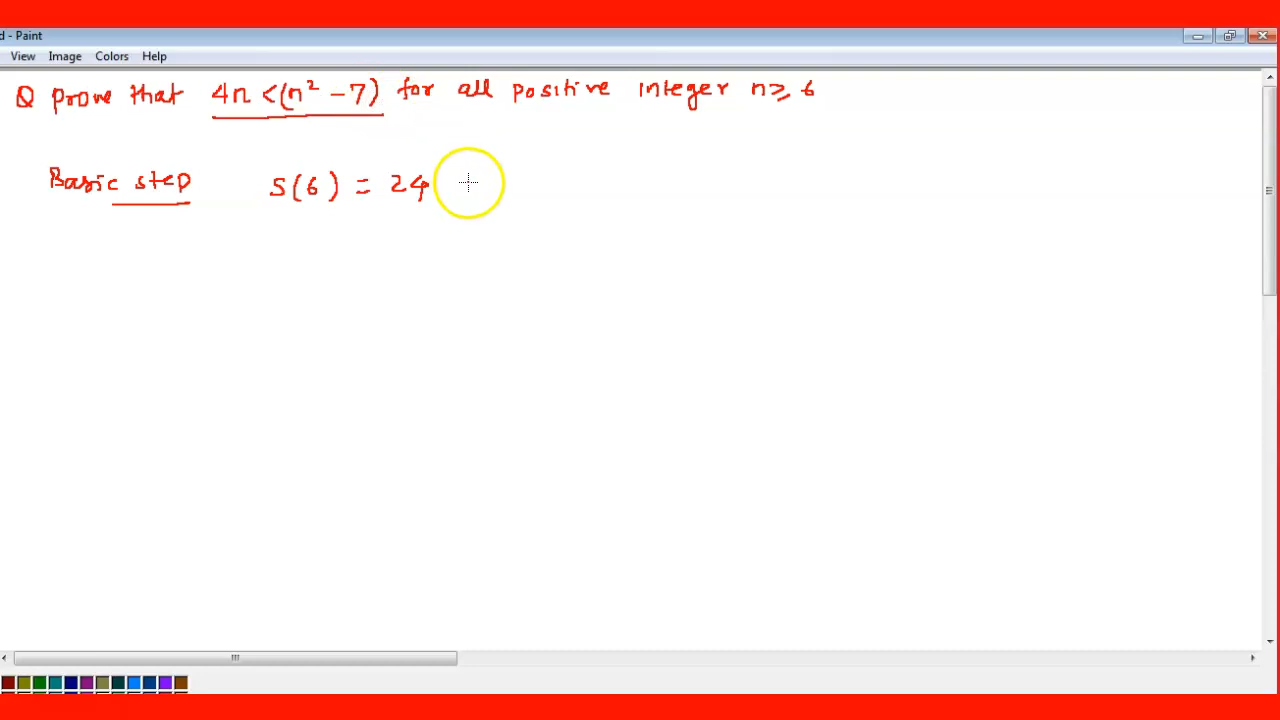 d - Paint
View Image Colors Help
Q prove that 4n < (n² - 7) for all positive integer n ≥ 6
Basic step S(6) = 24